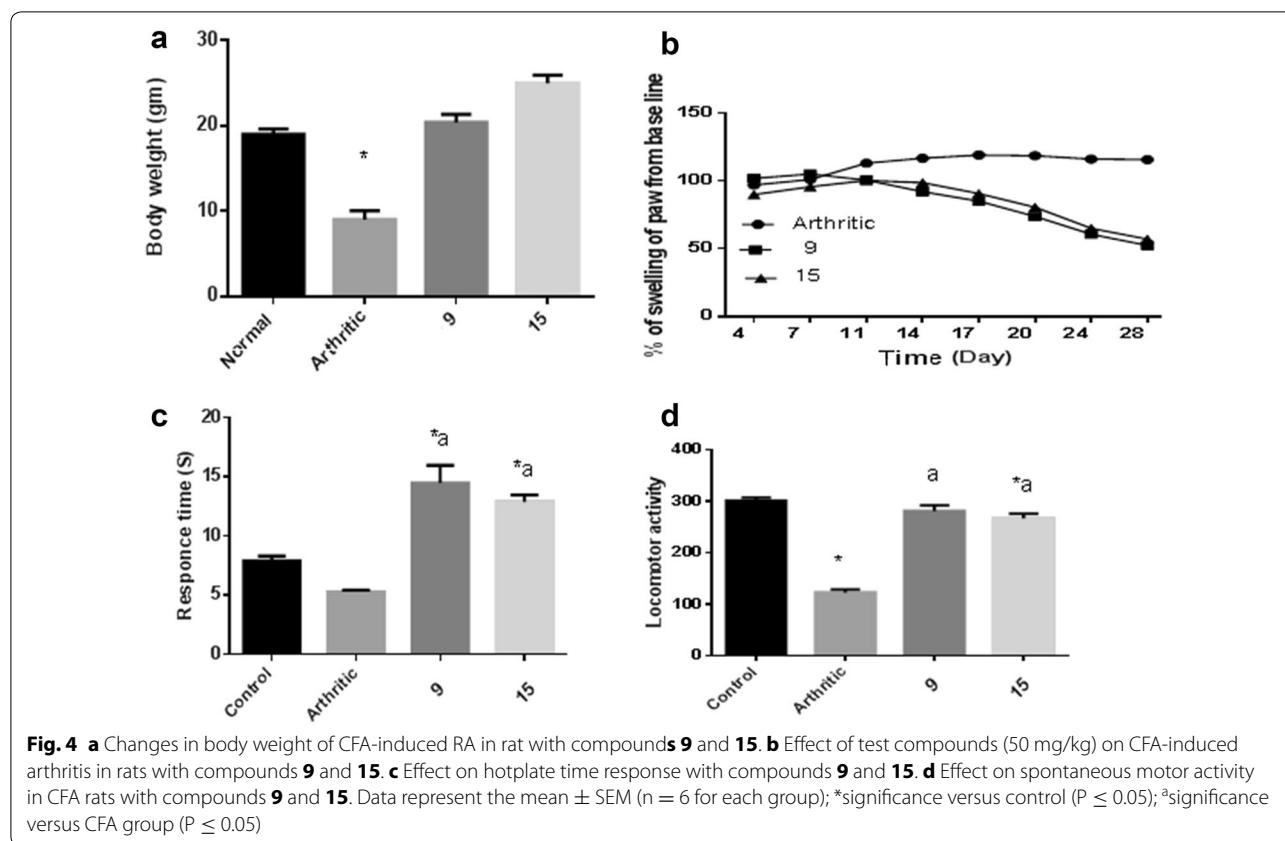 a
Body weight (gm)
30
20
10
0
*
Normal
Arthritic
9
15
b
% of swelling of paw from base line
150
100
50
0
Arthritic
9
15
4 7 11 14 17 20 24 28
Time (Day)
c
Responce time (S)
20
15
10
5
0
*a
*a
Control
Arthritic
9
15
d
Locomotor activity
400
300
200
100
0
*
a
*a
Control
Arthritic
9
15
Fig. 4 a Changes in body weight of CFA-induced RA in rat with compounds 9 and 15. b Effect of test compounds (50 mg/kg) on CFA-induced
arthritis in rats with compounds 9 and 15. c Effect on hotplate time response with compounds 9 and 15. d Effect on spontaneous motor activity
in CFA rats with compounds 9 and 15. Data represent the mean ± SEM (n = 6 for each group); *significance versus control (P ≤ 0.05); ᵃsignificance
versus CFA group (P ≤ 0.05)